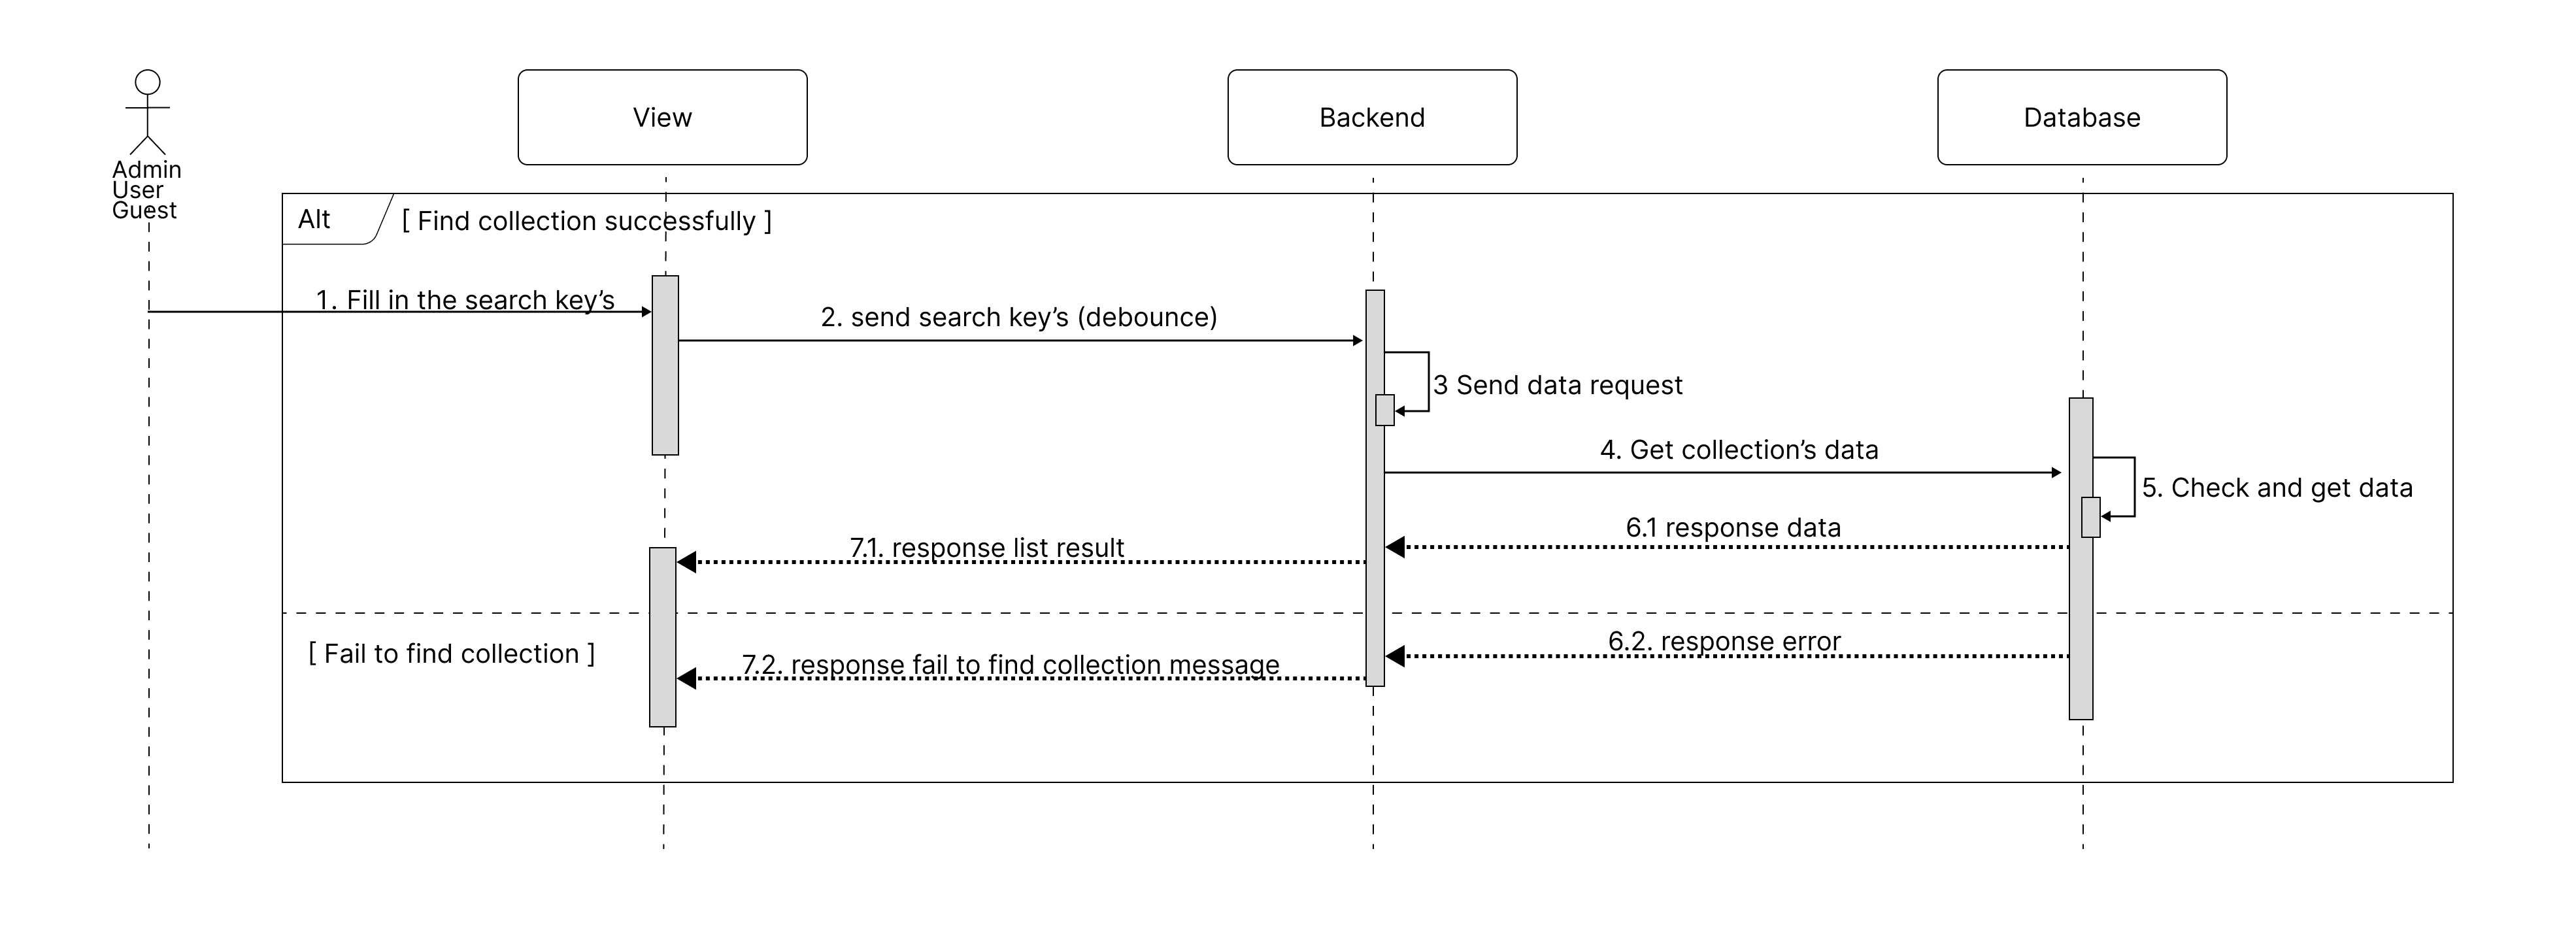 View
Backend
Database
Admin
User
Guest
Alt
[ Find collection successfully ]
1. Fill in the search key’s
2. send search key’s (debounce)
3 Send data request
4. Get collection’s data
5. Check and get data
6.1 response data
7.1. response list result
[ Fail to find collection ]
6.2. response error
7.2. response fail to find collection message